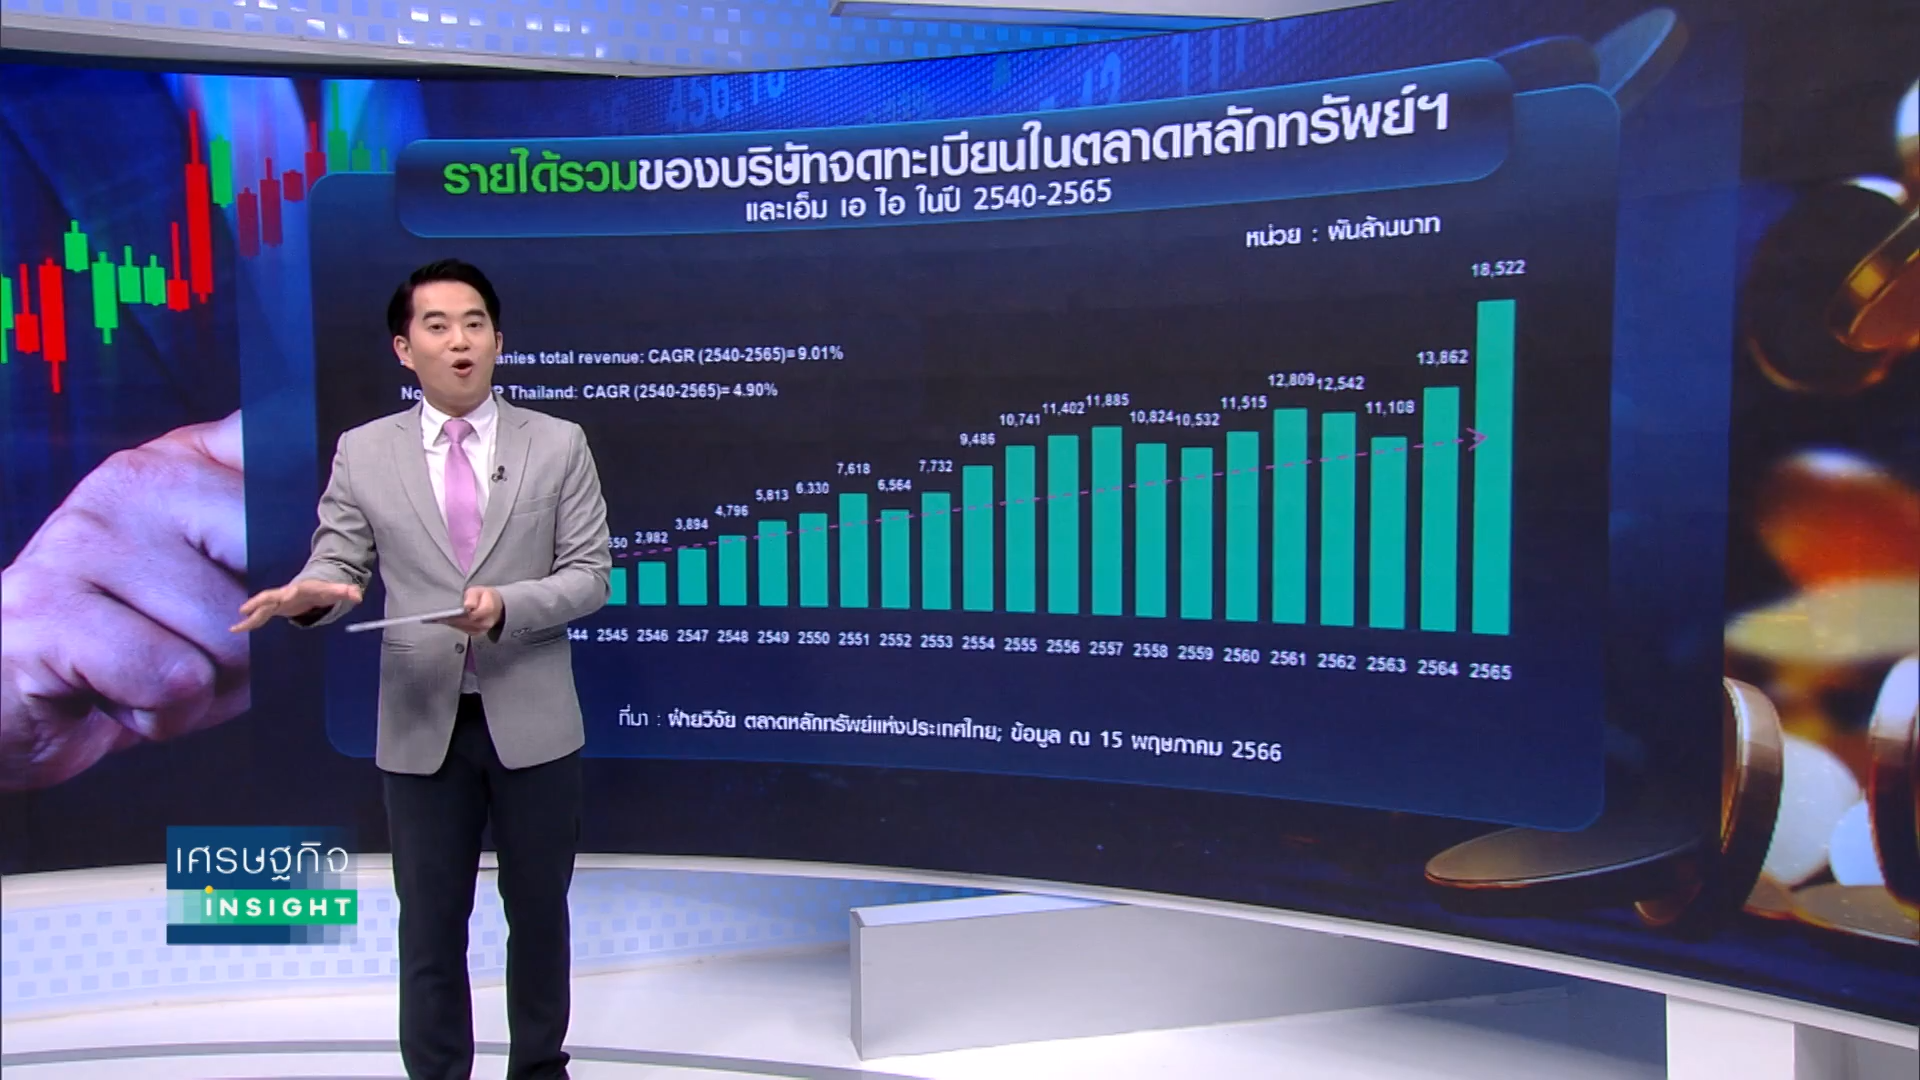 รายได้รวมของบริษัทจดทะเบียนในตลาดหลักทรัพย์ฯ
และเอ็ม เอ ไอ ในปี 2540-2565
หน่วย : พันล้านบาท
total revenue: CAGR (2540-2565)= 9.01%
Thailand: CAGR (2540-2565)= 4.90%
2,982 3,894 4,796 5,813 6,330 7,618 6,564 7,732 9,486 10,741 11,402 11,885 10,824 10,532 11,515 12,809 12,542 11,108 13,862 18,522
2545 2546 2547 2548 2549 2550 2551 2552 2553 2554 2555 2556 2557 2558 2559 2560 2561 2562 2563 2564 2565
ที่มา : ฝ่ายวิจัย ตลาดหลักทรัพย์แห่งประเทศไทย; ข้อมูล ณ 15 พฤษภาคม 2566
เศรษฐกิจ
INSIGHT